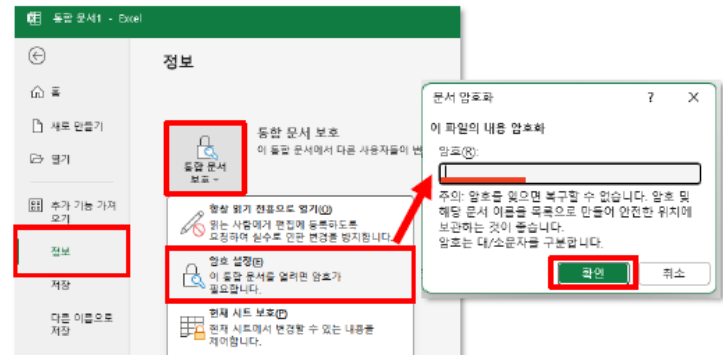 통합 문서1 - Excel
정보
홈
새로 만들기
열기
추가 기능 가져
오기
정보
저장
다른 이름으로
저장
통합 문서
보호
통합 문서 보호
이 통합 문서에서 다른 사용자들이 변
항상 읽기 전용으로 열기(O)
읽는 사람에게 편집에 등록하도록
요청하여 실수로 인한 변경을 방지합니다.
암호 설정(E)
이 통합 문서를 열려면 암호가
필요합니다.
현재 시트 보호(P)
현재 시트에서 변경할 수 있는 내용을
제어합니다.
문서 암호화 ? X
이 파일의 내용 암호화
암호(R):
주의: 암호를 잊으면 복구할 수 없습니다. 암호 및
해당 문서 이름을 목록으로 만들어 안전한 위치에
보관하는 것이 좋습니다.
암호는 대/소문자를 구분합니다.
확인
취소